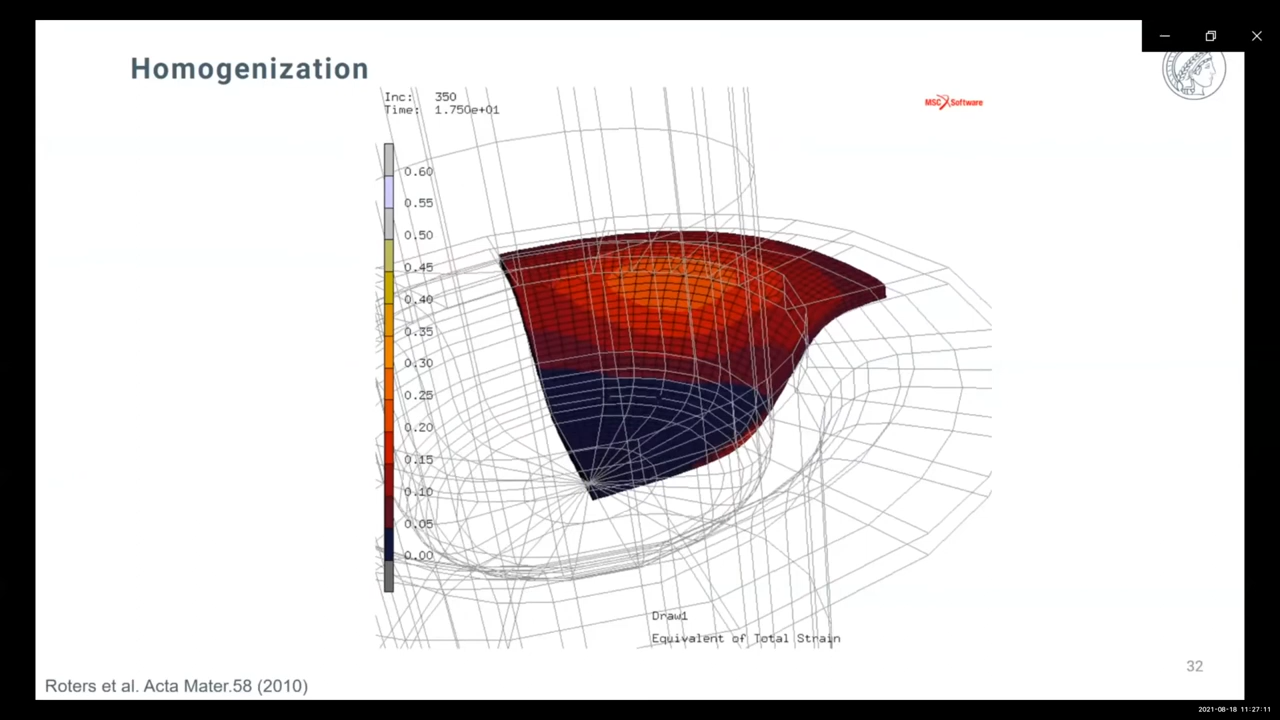 Homogenization
Inc: 350
Time: 1.750e+01
MSC Software
0.60
0.55
0.50
0.45
0.40
0.35
0.30
0.25
0.20
0.15
0.10
0.05
0.00
Draw1
Equivalent of Total Strain
32
Roters et al. Acta Mater.58 (2010)
2021-08-18 11:27:11